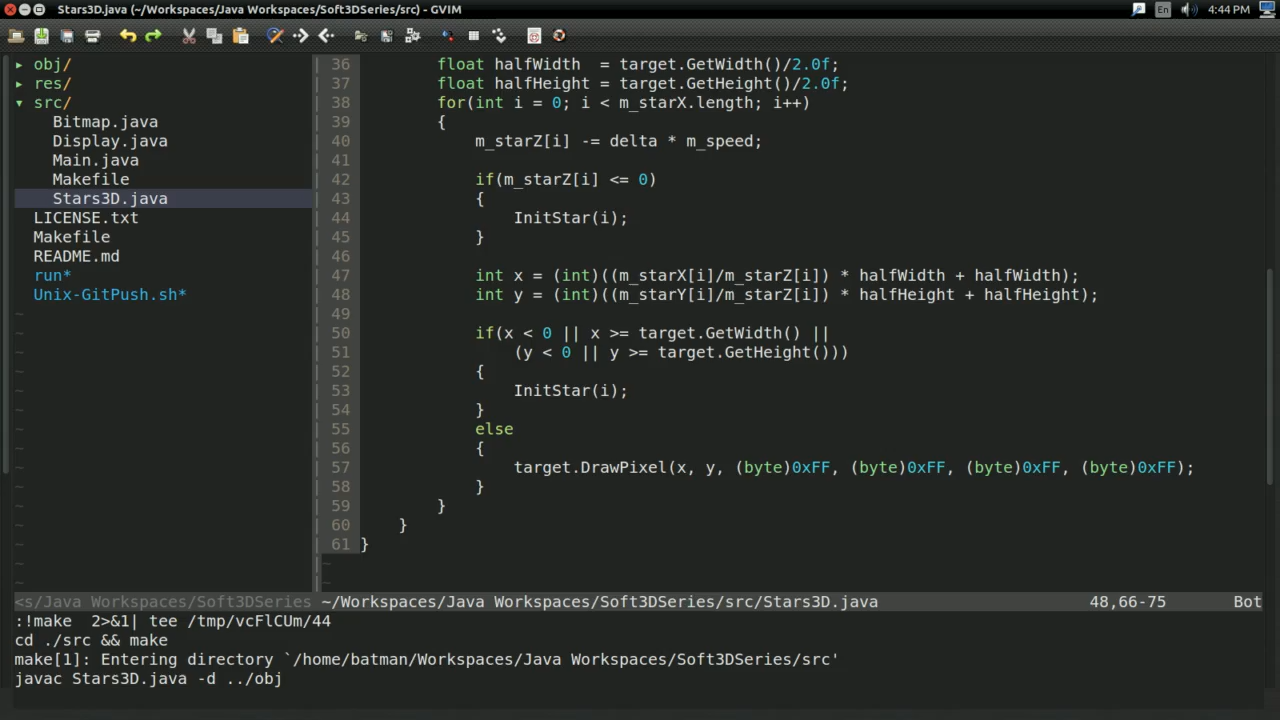 Stars3D.java (~/Workspaces/Java Workspaces/Soft3DSeries/src) - GVIM
En
4:44 PM
▸ obj/
▸ res/
▾ src/
Bitmap.java
Display.java
Main.java
Makefile
Stars3D.java
LICENSE.txt
Makefile
README.md
run*
Unix-GitPush.sh*
36 float halfWidth  = target.GetWidth()/2.0f;
37 float halfHeight = target.GetHeight()/2.0f;
38 for(int i = 0; i < m_starX.length; i++)
39 {
40 m_starZ[i] -= delta * m_speed;
41
42 if(m_starZ[i] <= 0)
43 {
44 InitStar(i);
45 }
46
47 int x = (int)((m_starX[i]/m_starZ[i]) * halfWidth + halfWidth);
48 int y = (int)((m_starY[i]/m_starZ[i]) * halfHeight + halfHeight);
49
50 if(x < 0 || x >= target.GetWidth() ||
51 (y < 0 || y >= target.GetHeight()))
52 {
53 InitStar(i);
54 }
55 else
56 {
57 target.DrawPixel(x, y, (byte)0xFF, (byte)0xFF, (byte)0xFF, (byte)0xFF);
58 }
59 }
60 }
61 }
<s/Java Workspaces/Soft3DSeries ~/Workspaces/Java Workspaces/Soft3DSeries/src/Stars3D.java 48,66-75 Bot
:!make  2>&1| tee /tmp/vcFlCUm/44
cd ./src && make
make[1]: Entering directory `/home/batman/Workspaces/Java Workspaces/Soft3DSeries/src'
javac Stars3D.java -d ../obj